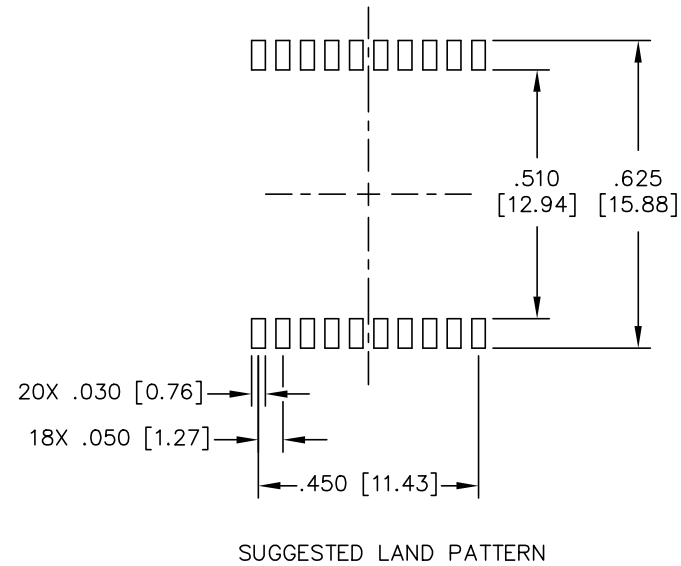 .510 .625
[12.94] [15.88]
20X .030 [0.76]
18X .050 [1.27]
.450 [11.43]
SUGGESTED LAND PATTERN